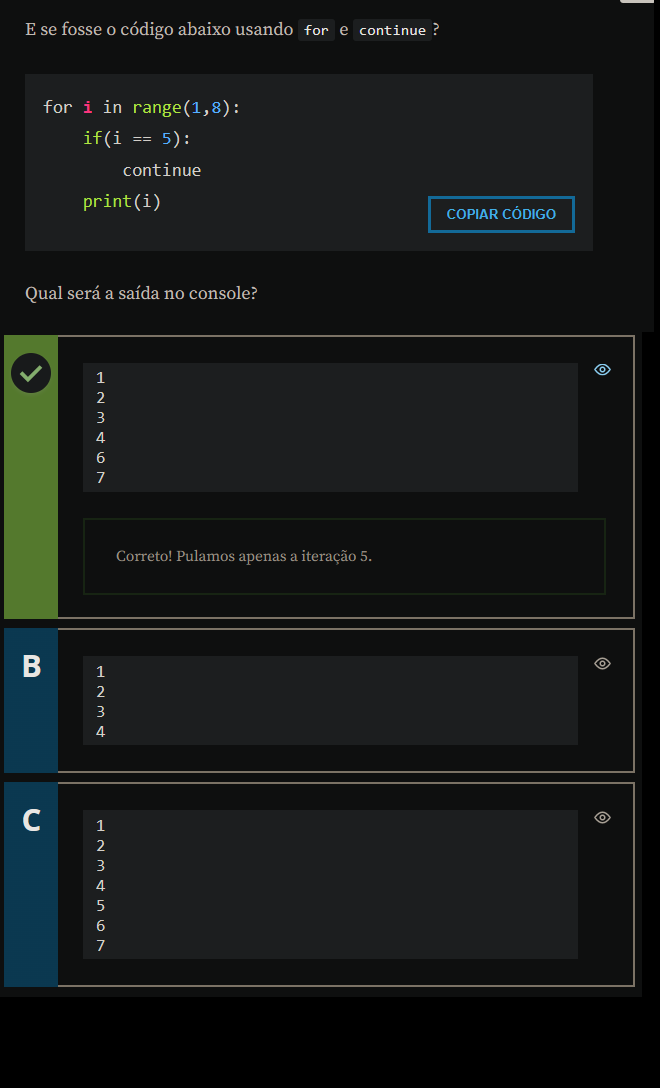 E se fosse o código abaixo usando for e continue?
for i in range(1,8):
    if(i == 5):
        continue
    print(i)
COPIAR CÓDIGO
Qual será a saída no console?
1
2
3
4
6
7
Correto! Pulamos apenas a iteração 5.
B
1
2
3
4
C
1
2
3
4
5
6
7